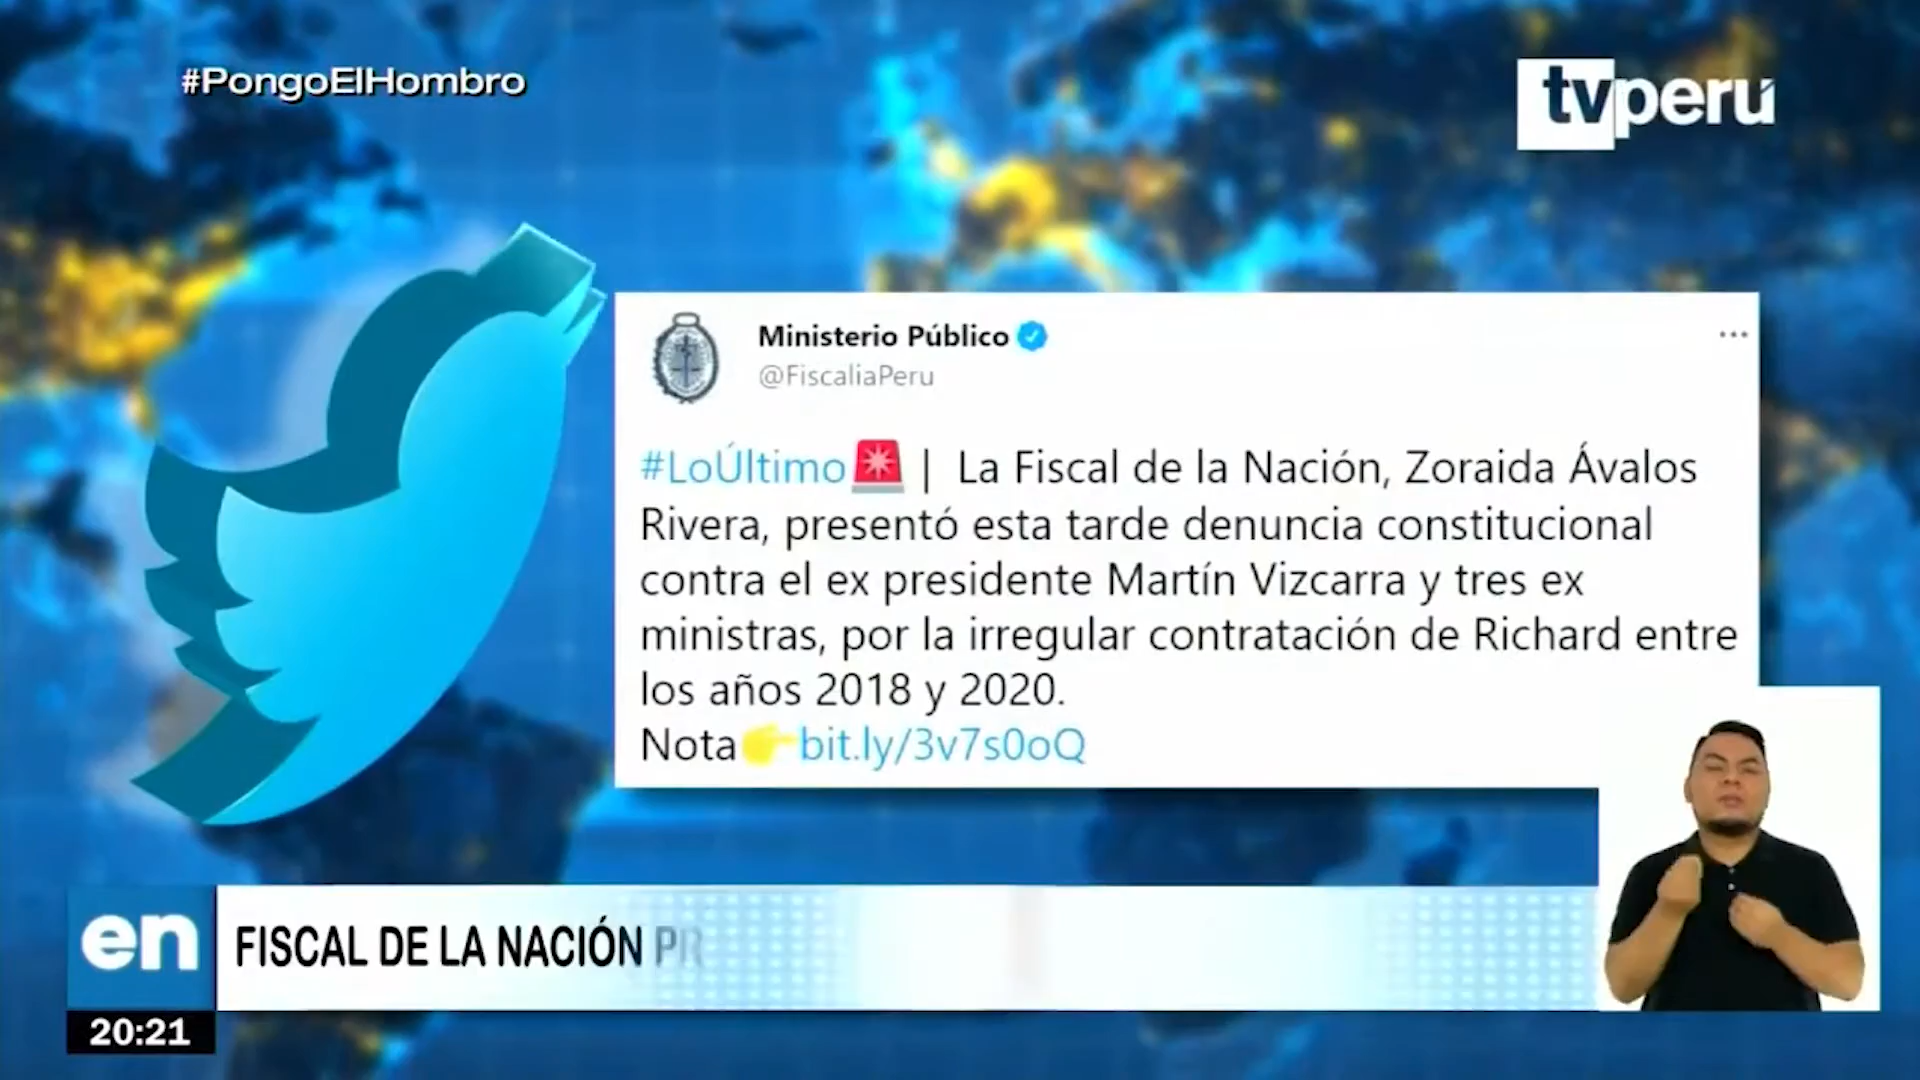 #PongoElHombro
tvperú
Ministerio Público
@FiscaliaPeru
#LoÚltimo🚨 | La Fiscal de la Nación, Zoraida Ávalos
Rivera, presentó esta tarde denuncia constitucional
contra el ex presidente Martín Vizcarra y tres ex
ministras, por la irregular contratación de Richard entre
los años 2018 y 2020.
Nota👉bit.ly/3v7s0oQ
en
FISCAL DE LA NACIÓN PR
20:21